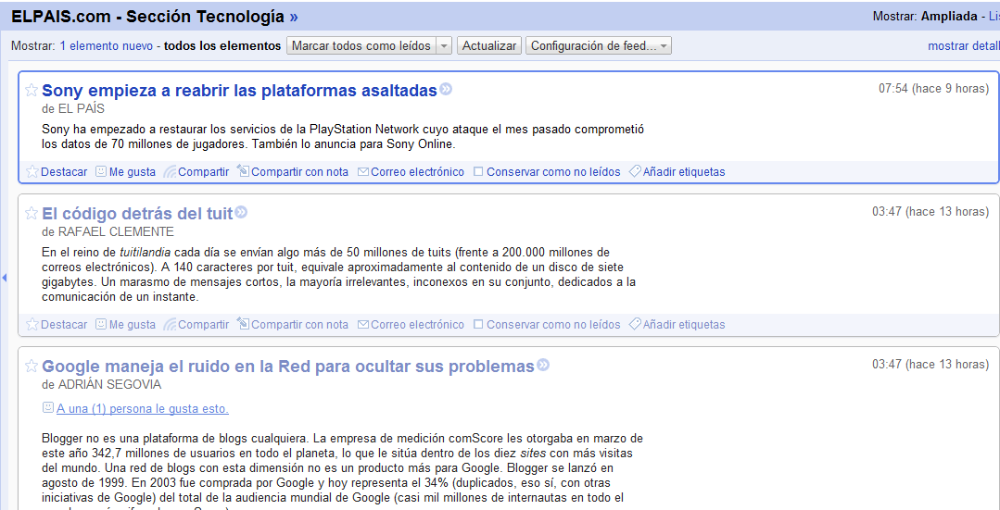 ELPAIS.com - Sección Tecnología »
Mostrar: Ampliada - Lis
Mostrar: 1 elemento nuevo - todos los elementos Marcar todos como leídos Actualizar Configuración de feed...
mostrar detall
Sony empieza a reabrir las plataformas asaltadas
07:54 (hace 9 horas)
de EL PAÍS
Sony ha empezado a restaurar los servicios de la PlayStation Network cuyo ataque el mes pasado comprometió
los datos de 70 millones de jugadores. También lo anuncia para Sony Online.
Destacar Me gusta Compartir Compartir con nota Correo electrónico Conservar como no leídos Añadir etiquetas
El código detrás del tuit
03:47 (hace 13 horas)
de RAFAEL CLEMENTE
En el reino de tuitilandia cada día se envían algo más de 50 millones de tuits (frente a 200.000 millones de
correos electrónicos). A 140 caracteres por tuit, equivale aproximadamente al contenido de un disco de siete
gigabytes. Un marasmo de mensajes cortos, la mayoría irrelevantes, inconexos en su conjunto, dedicados a la
comunicación de un instante.
Destacar Me gusta Compartir Compartir con nota Correo electrónico Conservar como no leídos Añadir etiquetas
Google maneja el ruido en la Red para ocultar sus problemas
03:47 (hace 13 horas)
de ADRIÁN SEGOVIA
A una (1) persona le gusta esto.
Blogger no es una plataforma de blogs cualquiera. La empresa de medición comScore les otorgaba en marzo de
este año 342,7 millones de usuarios en todo el planeta, lo que le sitúa dentro de los diez sites con más visitas
del mundo. Una red de blogs con esta dimensión no es un producto más para Google. Blogger se lanzó en
agosto de 1999. En 2003 fue comprada por Google y hoy representa el 34% (duplicados, eso sí, con otras
iniciativas de Google) del total de la audiencia mundial de Google (casi mil millones de internautas en todo el